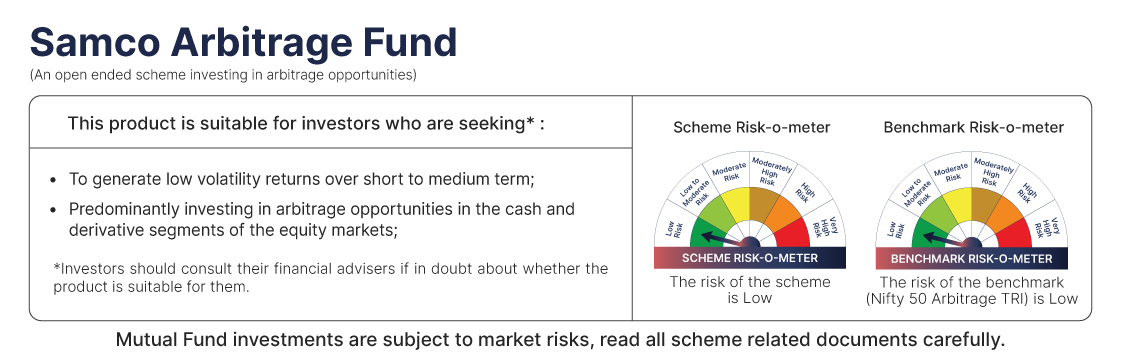 Samco Arbitrage Fund
(An open ended scheme investing in arbitrage opportunities)
This product is suitable for investors who are seeking* :
• To generate low volatility returns over short to medium term;
• Predominantly investing in arbitrage opportunities in the cash and
derivative segments of the equity markets;
*Investors should consult their financial advisers if in doubt about whether the
product is suitable for them.
Scheme Risk-o-meter
Low
Risk
Low to
Moderate
Risk
Moderate
Risk
Moderately
High
Risk
High
Risk
Very
High
Risk
SCHEME RISK-O-METER
The risk of the scheme
is Low
Benchmark Risk-o-meter
Low
Risk
Low to
Moderate
Risk
Moderate
Risk
Moderately
High
Risk
High
Risk
Very
High
Risk
BENCHMARK RISK-O-METER
The risk of the benchmark
(Nifty 50 Arbitrage TRI) is Low
Mutual Fund investments are subject to market risks, read all scheme related documents carefully.